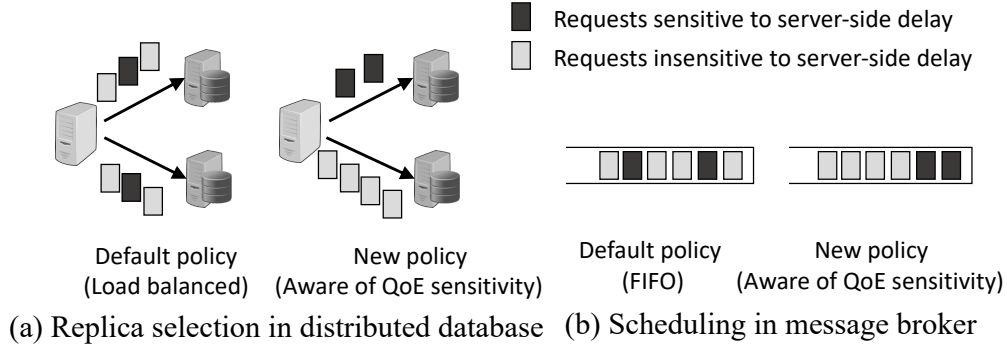 Requests sensitive to server-side delay
Requests insensitive to server-side delay
Default policy
(Load balanced)
New policy
(Aware of QoE sensitivity)
Default policy
(FIFO)
New policy
(Aware of QoE sensitivity)
(a) Replica selection in distributed database
(b) Scheduling in message broker